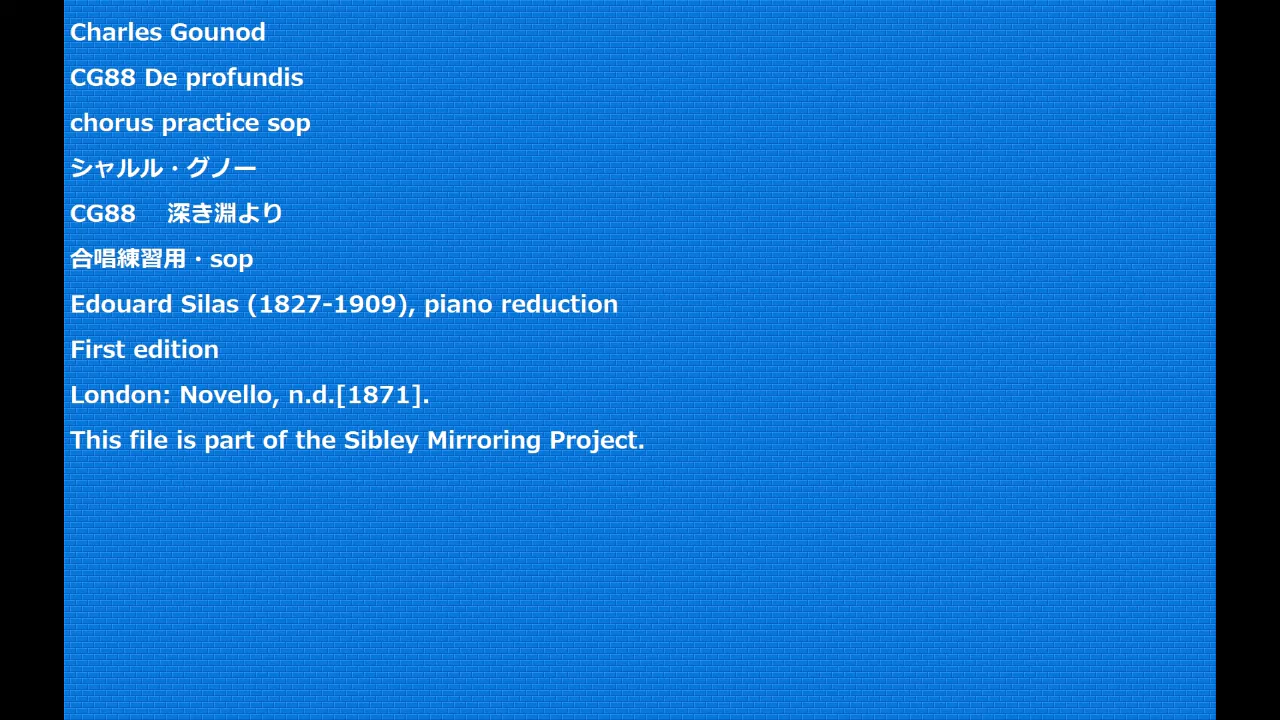 Charles Gounod
CG88 De profundis
chorus practice sop
シャルル・グノー
CG88　深き淵より
合唱練習用・sop
Edouard Silas (1827-1909), piano reduction
First edition
London: Novello, n.d.[1871].
This file is part of the Sibley Mirroring Project.